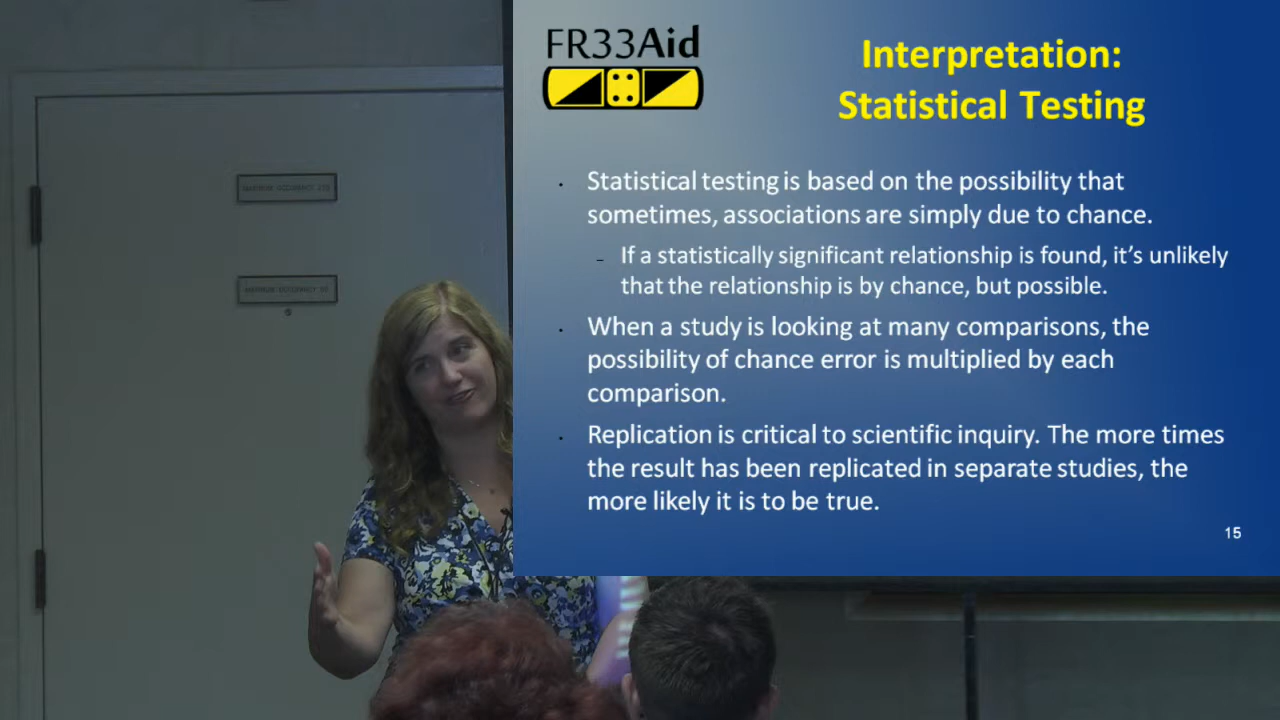 FR33Aid
Interpretation:
Statistical Testing
Statistical testing is based on the possibility that
sometimes, associations are simply due to chance.
If a statistically significant relationship is found, it's unlikely
that the relationship is by chance, but possible.
When a study is looking at many comparisons, the
possibility of chance error is multiplied by each
comparison.
Replication is critical to scientific inquiry. The more times
the result has been replicated in separate studies, the
more likely it is to be true.
15
MAXIMUM OCCUPANCY
MAXIMUM OCCUPANCY